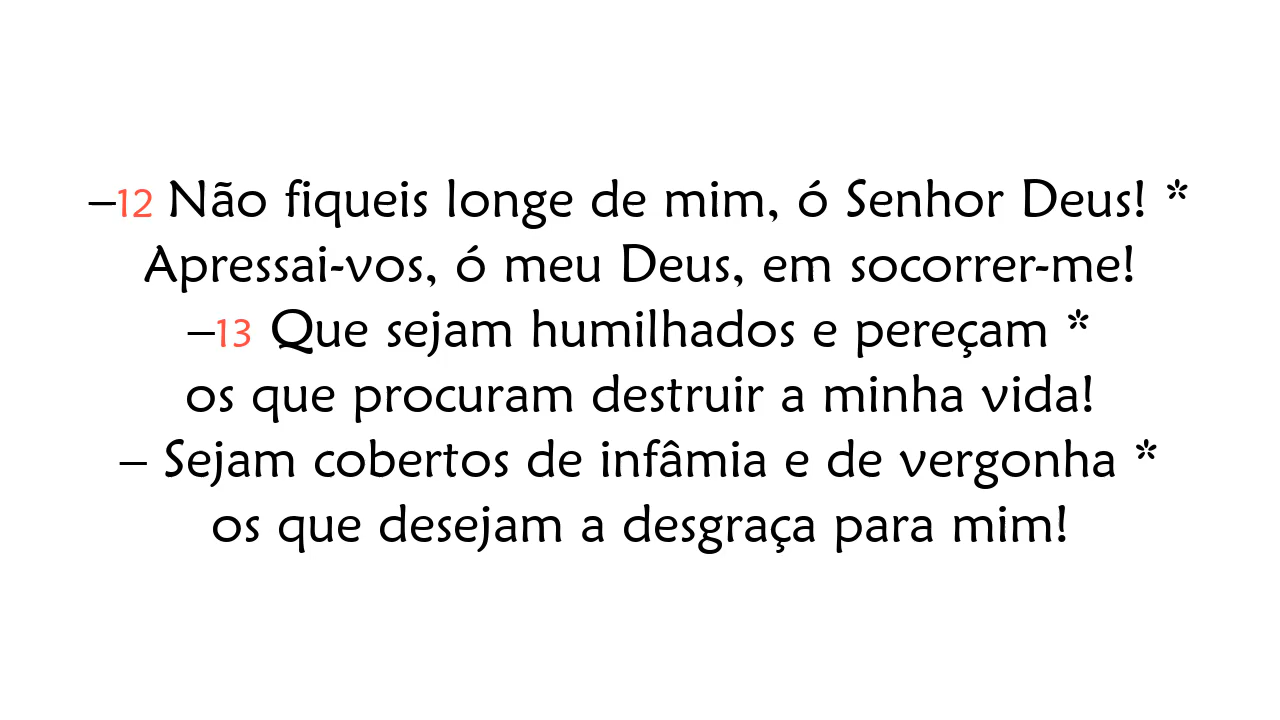 –12 Não fiqueis longe de mim, ó Senhor Deus! *
Apressai-vos, ó meu Deus, em socorrer-me!
–13 Que sejam humilhados e pereçam *
os que procuram destruir a minha vida!
– Sejam cobertos de infâmia e de vergonha *
os que desejam a desgraça para mim!